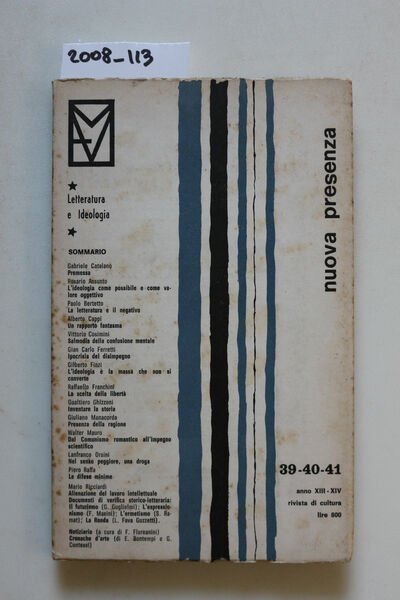 2008_113
nuova presenza
Letteratura
e Ideologia
SOMMARIO
Gabriele Catalano
Premessa
Rosario Assunto
L'ideologia come possibile e come va-
lore oggettivo
Paolo Bertetto
La letteratura e il negativo
Alberto Cappi
Un rapporto fantasma
Vittorio Cosimini
Salmodia della confusione mentale
Gian Carlo Ferretti
Ipocrisia del disimpegno
Gilberto Finzi
L'ideologia è la massa che non si
converte
Raffaello Franchini
La scelta della libertà
Gualtiero Ghizzoni
Inventare la storia
Giuliano Manacorda
Presenza della ragione
Walter Mauro
Dal Comunismo romantico all'impegno
scientifico
Lanfranco Orsini
Nel senso peggiore, una droga
Piero Raffa
Le difese minime
Mario Ricciardi
Alienazione del lavoro intellettuale
Documenti di verifica storico-letteraria:
Il futurismo (G. Guglielmi); L'espressio-
nismo (F. Masini); L'ermetismo (S. Ra-
mat); La Ronda (L. Fava Guzzetti).
Notiziario (a cura di F. Floreanini)
Cronache d'arte (di E. Bontempi e G.
Contessi)
39-40-41
anno XIII - XIV
rivista di cultura
lire 600